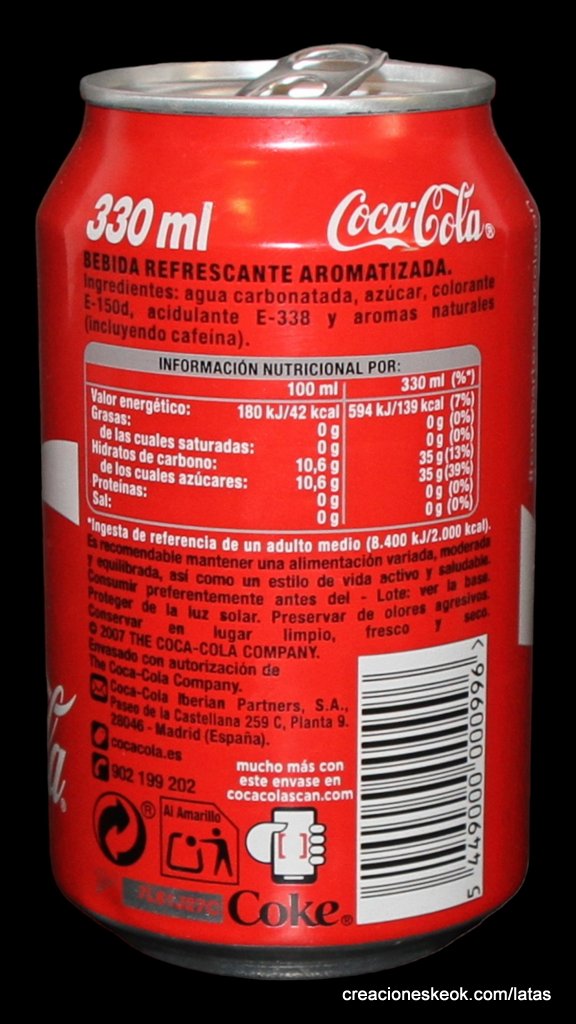 330 ml
Coca-Cola®
BEBIDA REFRESCANTE AROMATIZADA.
Ingredientes: agua carbonatada, azúcar, colorante
E-150d, acidulante E-338 y aromas naturales
(incluyendo cafeína).
INFORMACIÓN NUTRICIONAL POR:
100 ml 330 ml (%*)
Valor energético: 180 kJ/42 kcal 594 kJ/139 kcal (7%)
Grasas: 0 g 0 g (0%)
de las cuales saturadas: 0 g 0 g (0%)
Hidratos de carbono: 10,6 g 35 g (13%)
de los cuales azúcares: 10,6 g 35 g (39%)
Proteínas: 0 g 0 g (0%)
Sal: 0 g 0 g (0%)
*Ingesta de referencia de un adulto medio (8.400 kJ/2.000 kcal).
Es recomendable mantener una alimentación variada, moderada
y equilibrada, así como un estilo de vida activo y saludable.
Consumir preferentemente antes del - Lote: ver la base.
Proteger de la luz solar. Preservar de olores agresivos.
Conservar en lugar limpio, fresco y seco.
© 2007 THE COCA-COLA COMPANY.
Envasado con autorización de
The Coca-Cola Company.
Coca-Cola Iberian Partners, S.A.,
Paseo de la Castellana 259 C, Planta 9.
28046 - Madrid (España).
cocacola.es
902 199 202
mucho más con
este envase en
cocacolascan.com
®
Al Amarillo
Coke®
5 449000 000996 >
creacioneskeok.com/latas